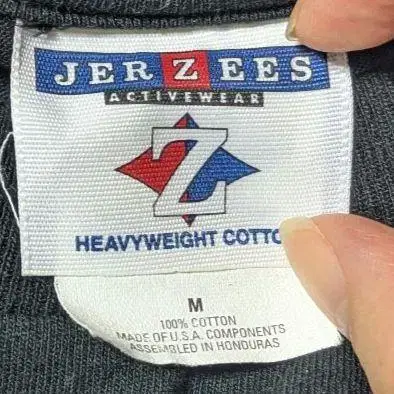 JERZEES
ACTIVEWEAR
Z
HEAVYWEIGHT COTTO
M
100% COTTON
MADE OF U.S.A. COMPONENTS
ASSEMBLED IN HONDURAS